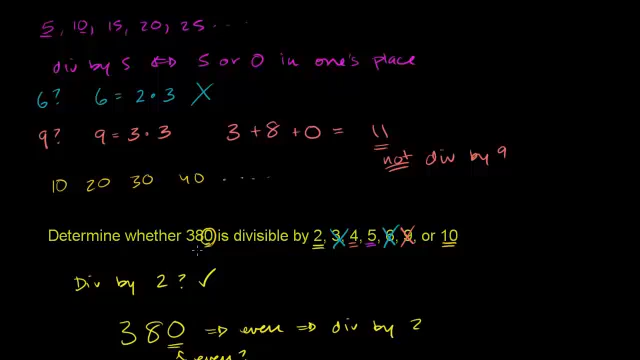 5, 10, 15, 20, 25 ....
div by 5 ⟺ 5 or 0 in one's place
6? 6 = 2·3 X
9? 9 = 3·3 3 + 8 + 0 = 11
not div by 9
10 20 30 40 ....
Determine whether 380 is divisible by 2, 3, 4, 5, 6, 9, or 10
Div by 2? ✓
380 ⟹ even ⟹ div by 2
even?